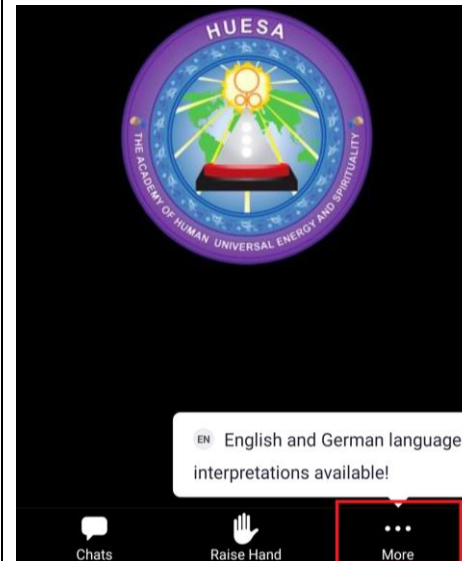 HUESA
THE ACADEMY OF HUMAN UNIVERSAL ENERGY AND SPIRITUALITY
EN English and German language
interpretations available!
Chats Raise Hand More